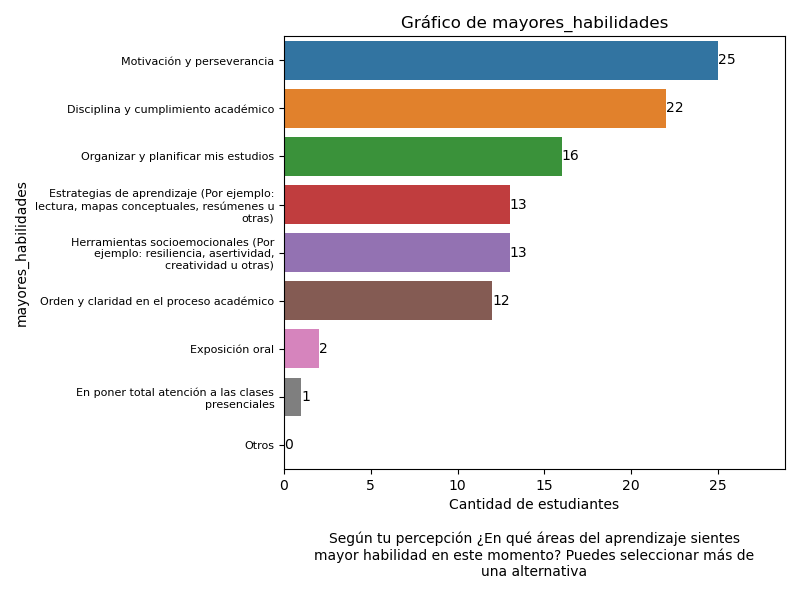 Gráfico de mayores_habilidades
mayores_habilidades
Motivación y perseverancia
25
Disciplina y cumplimiento académico
22
Organizar y planificar mis estudios
16
Estrategias de aprendizaje (Por ejemplo:
lectura, mapas conceptuales, resúmenes u
otras)
13
Herramientas socioemocionales (Por
ejemplo: resiliencia, asertividad,
creatividad u otras)
13
Orden y claridad en el proceso académico
12
Exposición oral
2
En poner total atención a las clases
presenciales
1
Otros
0
0 5 10 15 20 25
Cantidad de estudiantes
Según tu percepción ¿En qué áreas del aprendizaje sientes
mayor habilidad en este momento? Puedes seleccionar más de
una alternativa